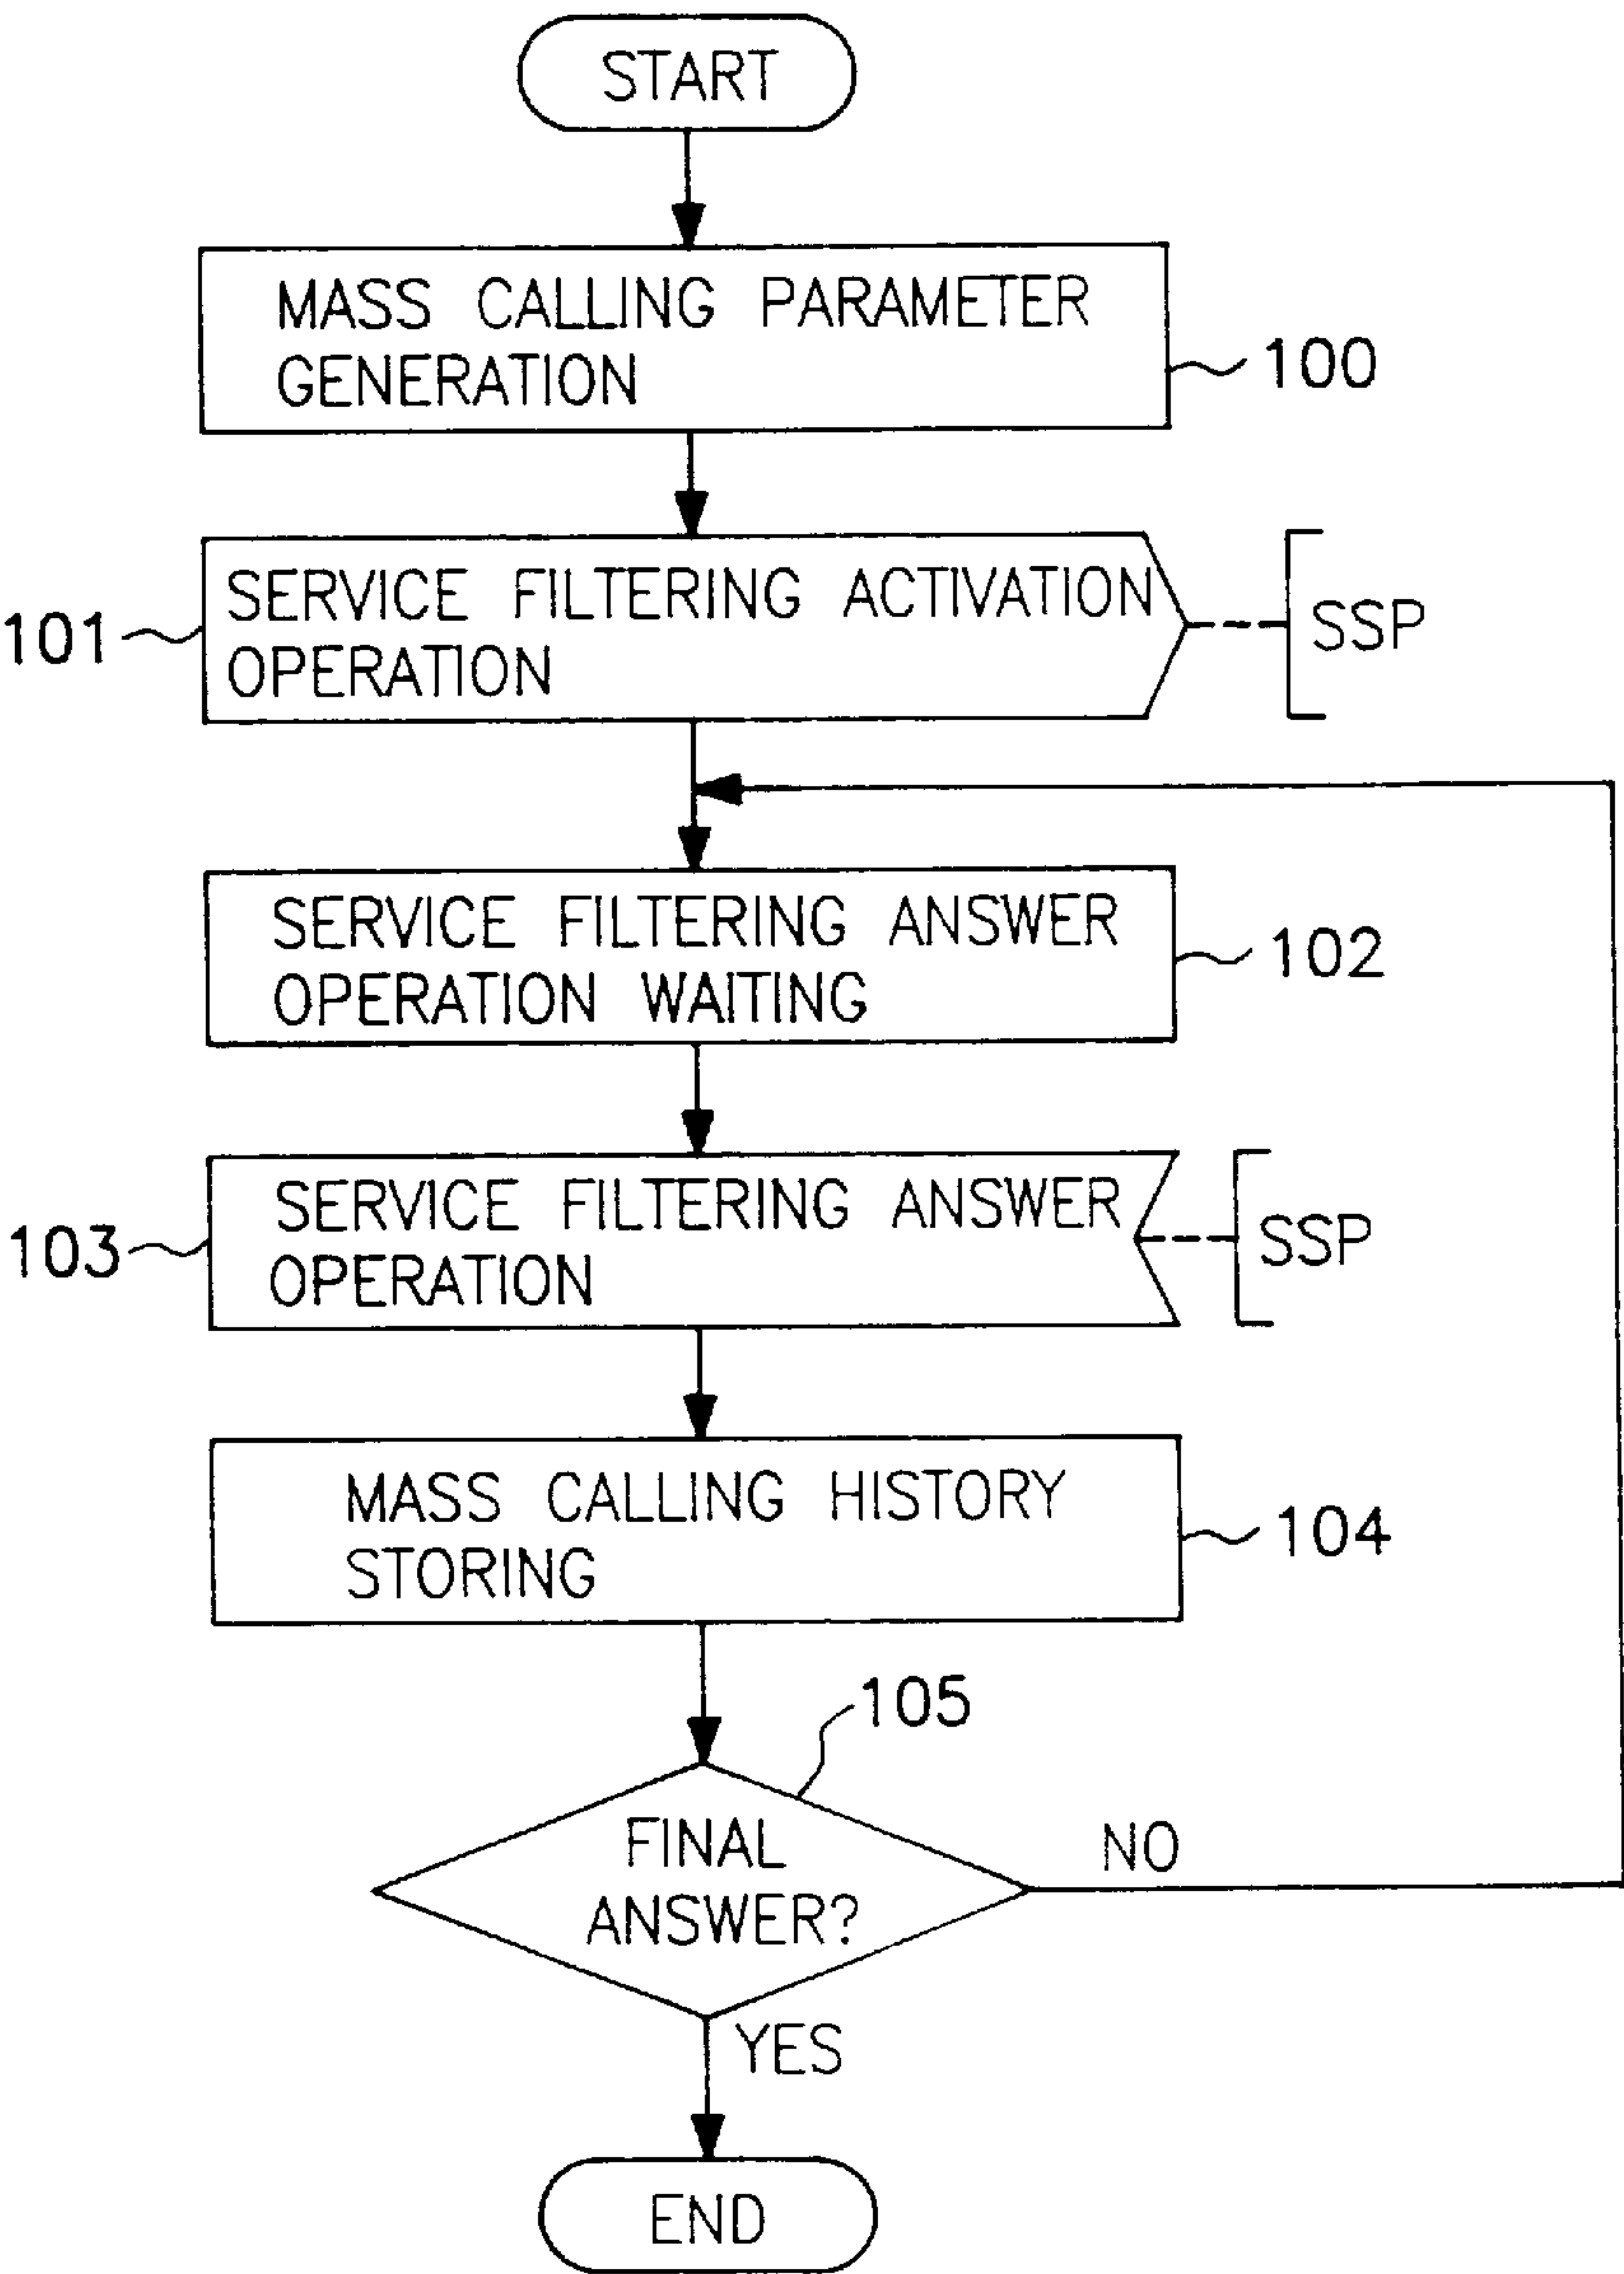 START
MASS CALLING PARAMETER
GENERATION
100
101
SERVICE FILTERING ACTIVATION
OPERATION
SSP
SERVICE FILTERING ANSWER
OPERATION WAITING
102
103
SERVICE FILTERING ANSWER
OPERATION
SSP
MASS CALLING HISTORY
STORING
104
105
FINAL
ANSWER?
NO
YES
END